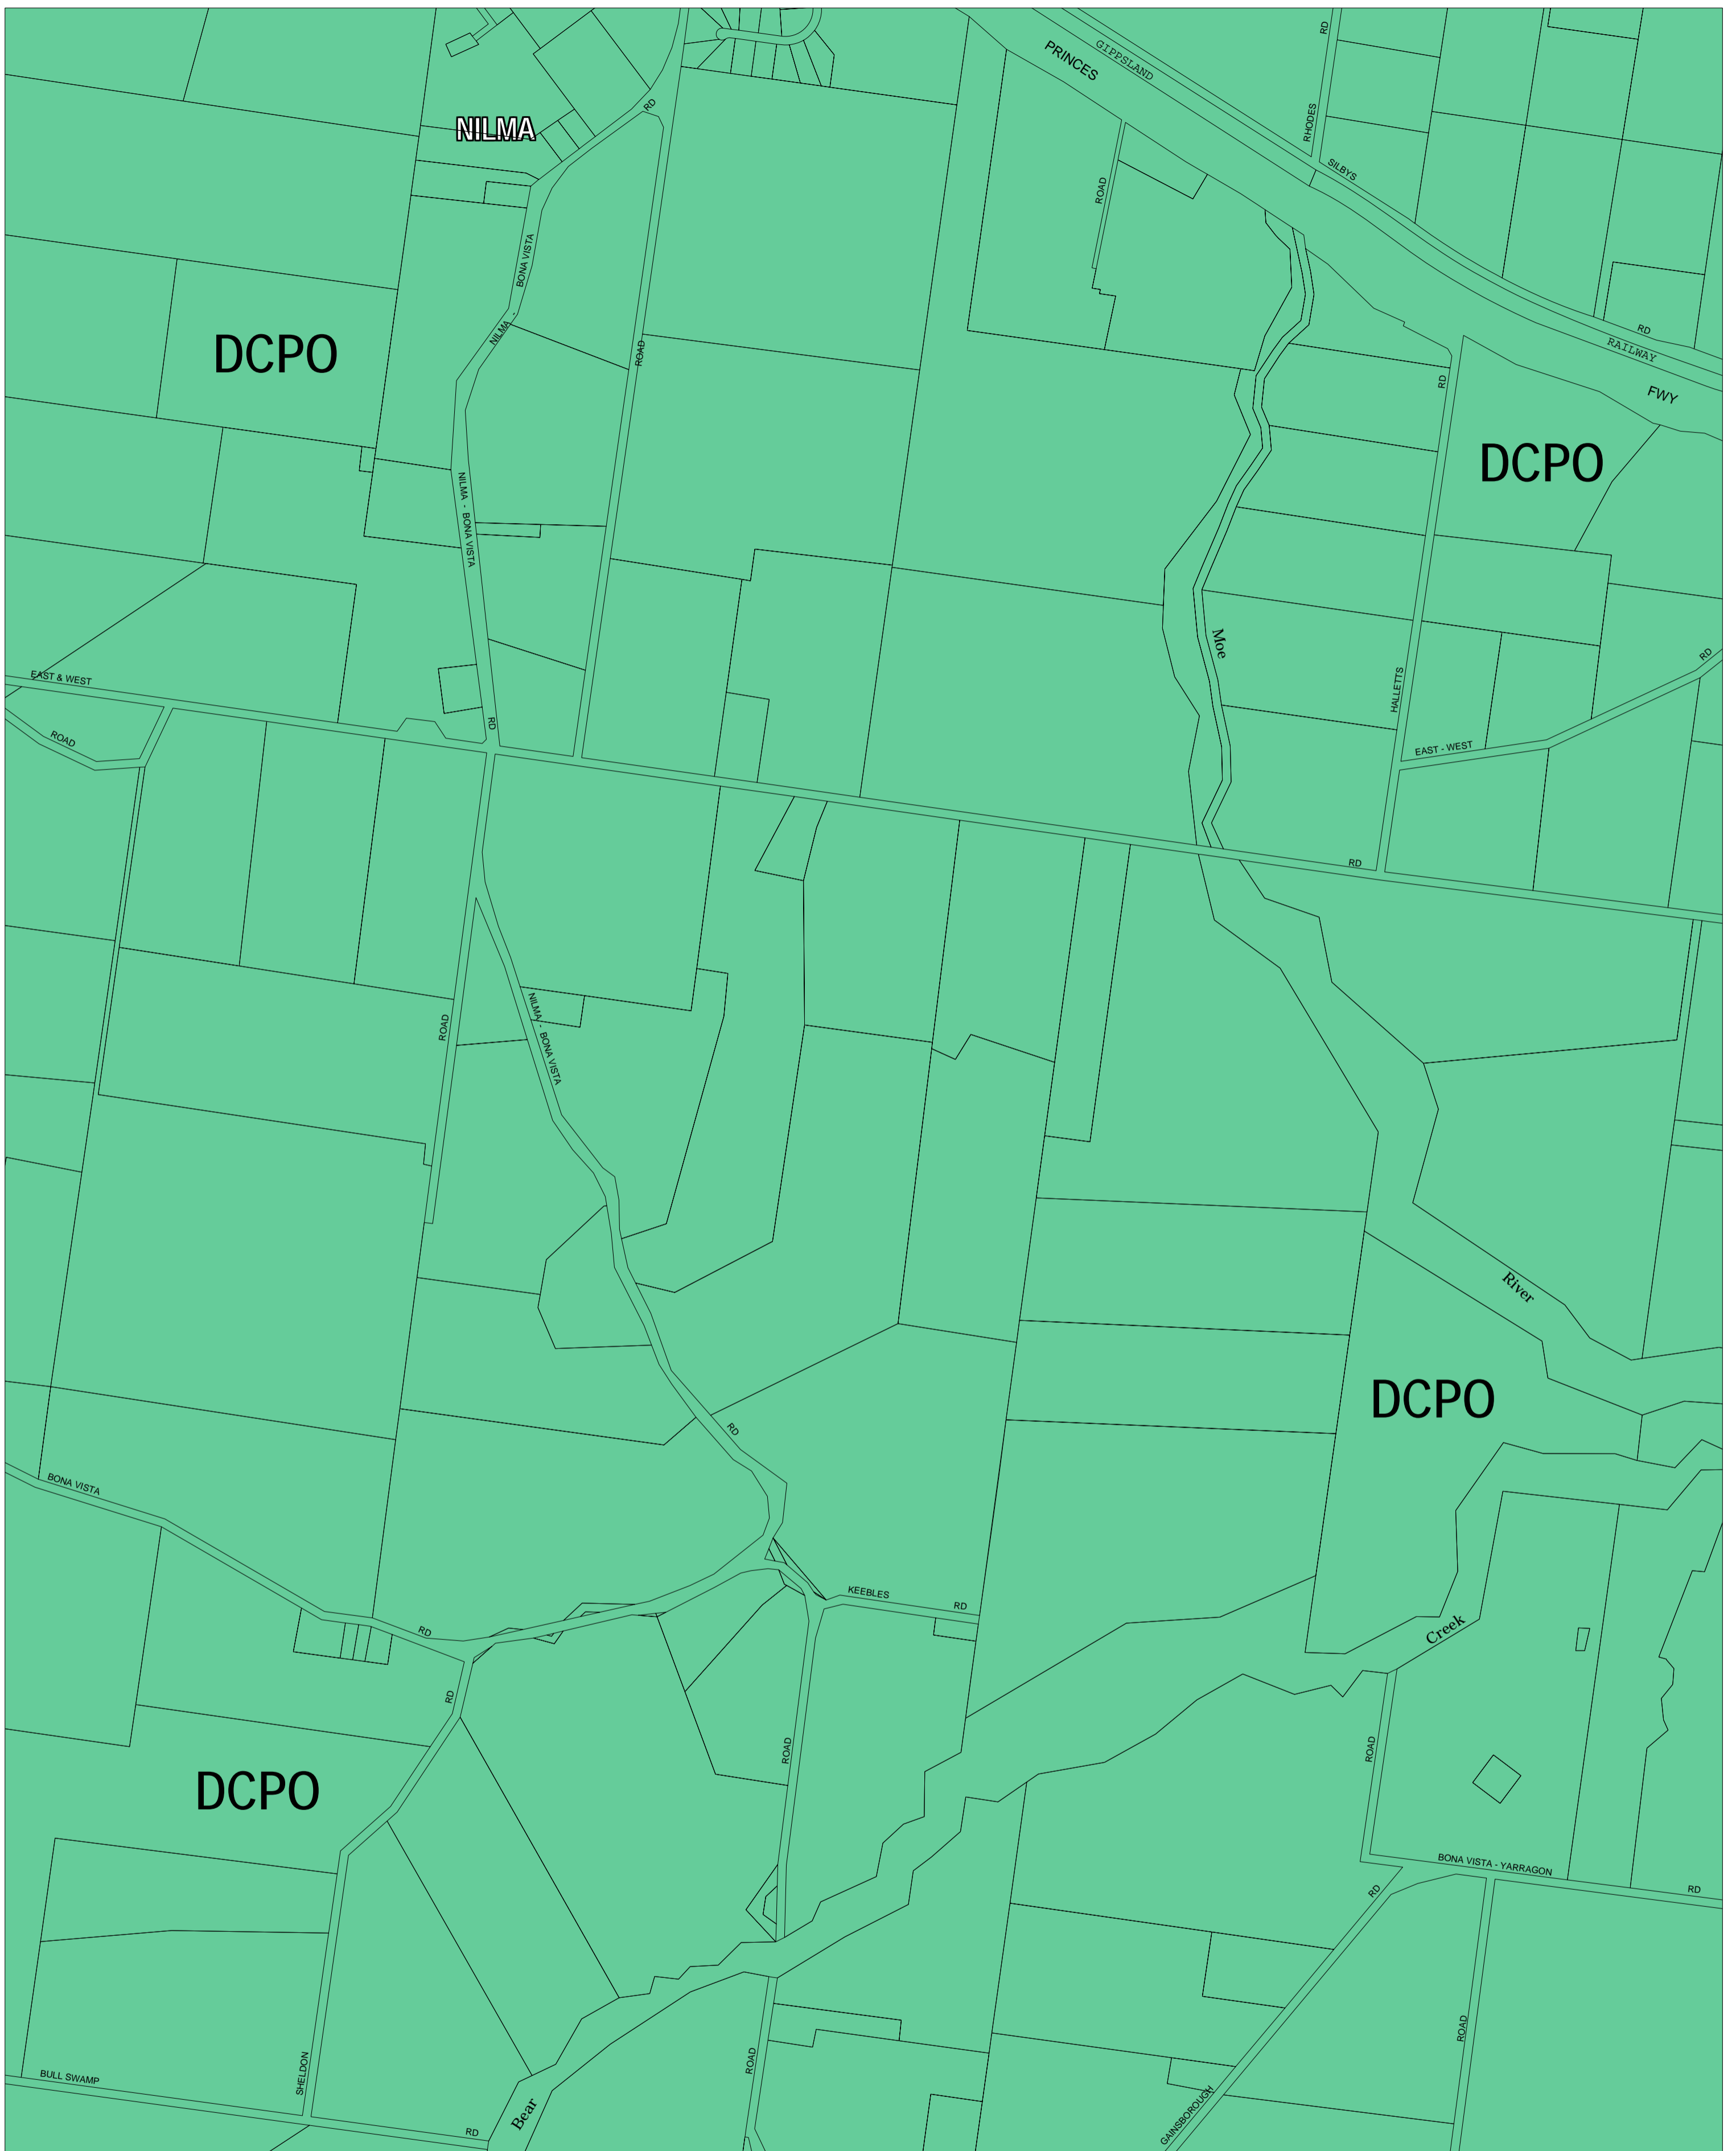 PRINCES
GIPPSLAND
RD
RD
NILMA
RHODES
SILBYS
ROAD
BONA VISTA
NILMA -
RD
DCPO
ROAD
RAILWAY
RD
FWY
DCPO
NILMA - BONA VISTA
Moe
RD
EAST & WEST
HALLETTS
RD
ROAD
EAST - WEST
RD
ROAD
NILMA - BONA VISTA
River
DCPO
RD
BONA VISTA
KEEBLES
RD
RD
Creek
RD
ROAD
ROAD
DCPO
BONA VISTA - YARRAGON
RD
RD
ROAD
ROAD
SHELDON
BULL SWAMP
GAINSBOROUGH
Bear
RD